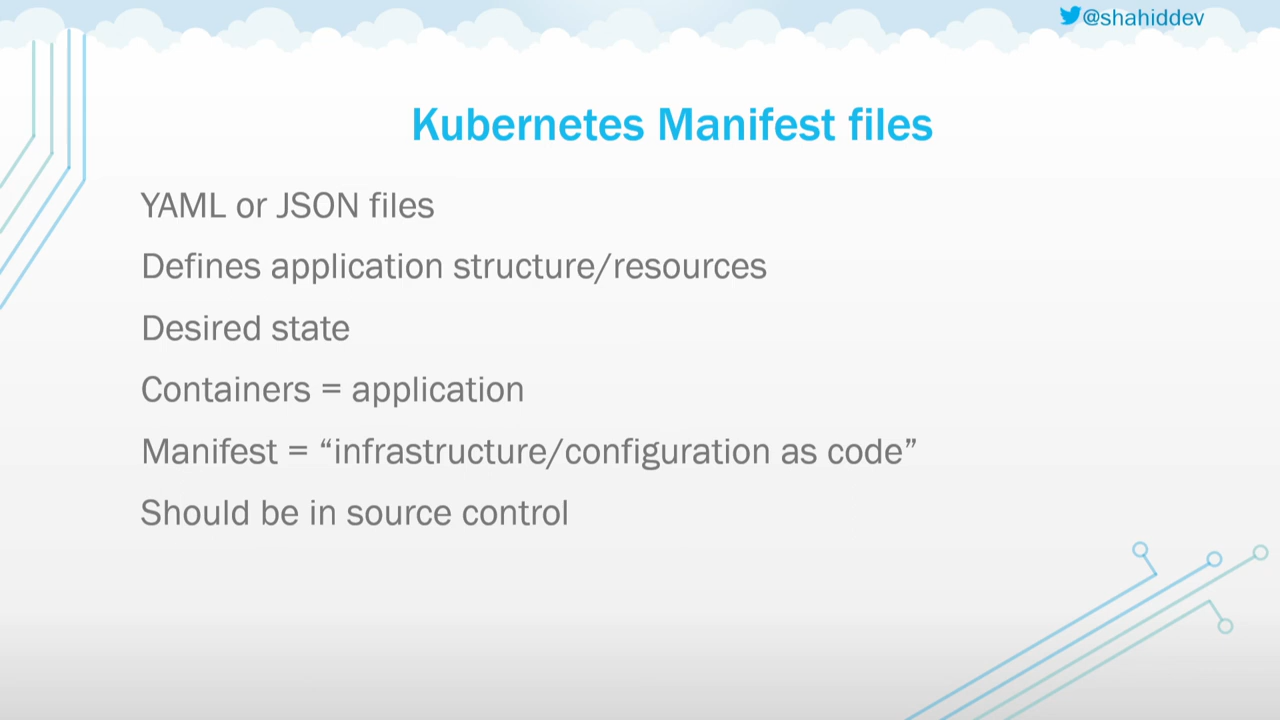 @shahiddev
Kubernetes Manifest files
YAML or JSON files
Defines application structure/resources
Desired state
Containers = application
Manifest = “infrastructure/configuration as code”
Should be in source control